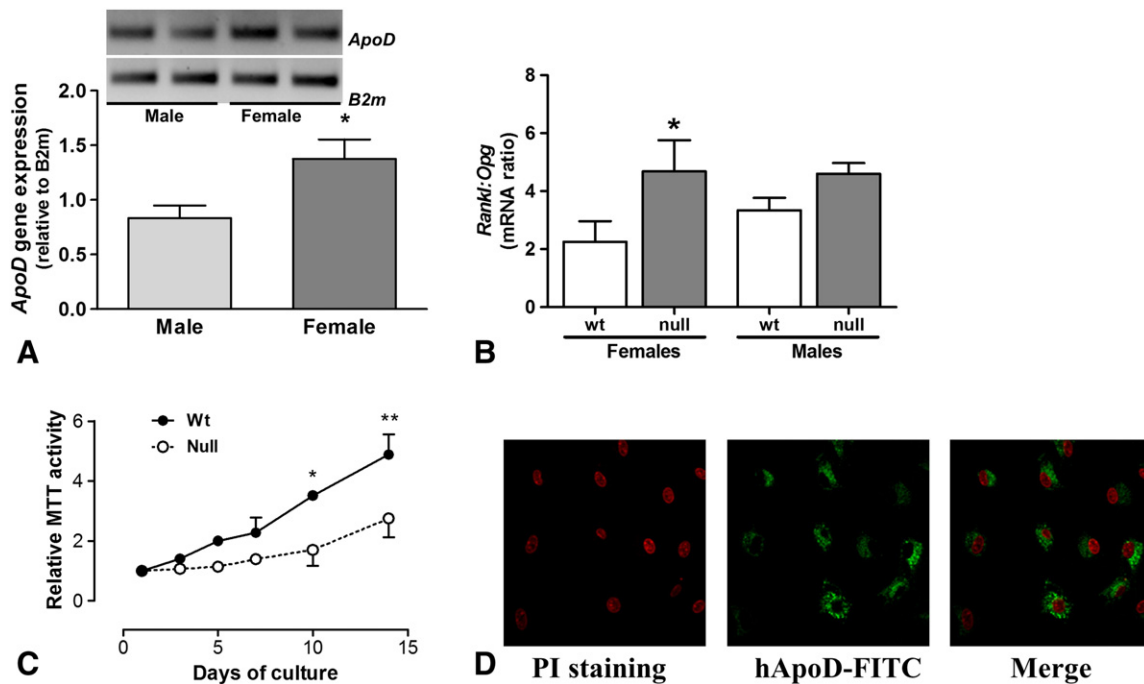 ApoD
B2m
Male Female
ApoD gene expression
(relative to B2m)
2.0
1.5
1.0
0.5
0.0
*
Male Female
A
Rankl:Opg
(mRNA ratio)
8
6
4
2
0
*
wt null wt null
Females Males
B
Relative MTT activity
6
4
2
0
Wt
Null
*
**
0 5 10 15
Days of culture
C
PI staining hApoD-FITC Merge
D